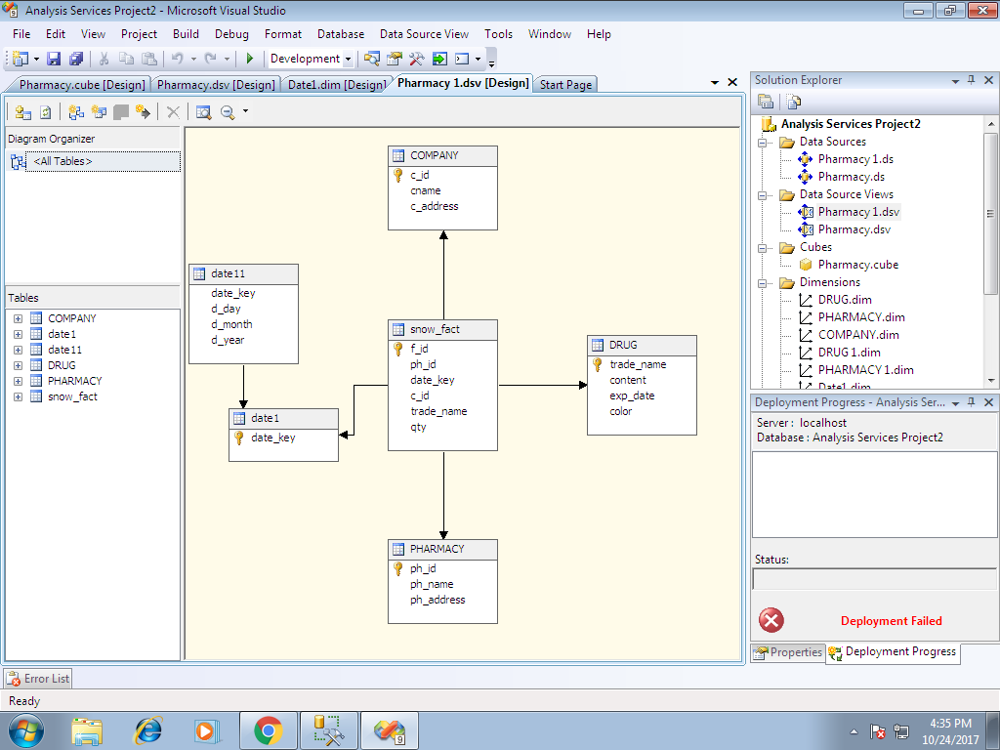 Analysis Services Project2 - Microsoft Visual Studio
File Edit View Project Build Debug Format Database Data Source View Tools Window Help
Development
Pharmacy.cube [Design] Pharmacy.dsv [Design] Date1.dim [Design] Pharmacy 1.dsv [Design] Start Page
Diagram Organizer
<All Tables>
Tables
COMPANY
date1
date11
DRUG
PHARMACY
snow_fact
COMPANY
c_id
cname
c_address
date11
date_key
d_day
d_month
d_year
snow_fact
f_id
ph_id
date_key
c_id
trade_name
qty
DRUG
trade_name
content
exp_date
color
date1
date_key
PHARMACY
ph_id
ph_name
ph_address
Solution Explorer
Analysis Services Project2
Data Sources
Pharmacy 1.ds
Pharmacy.ds
Data Source Views
Pharmacy 1.dsv
Pharmacy.dsv
Cubes
Pharmacy.cube
Dimensions
DRUG.dim
PHARMACY.dim
COMPANY.dim
DRUG 1.dim
PHARMACY 1.dim
Date1.dim
Deployment Progress - Analysis Ser...
Server : localhost
Database : Analysis Services Project2
Status:
Deployment Failed
Properties Deployment Progress
Error List
Ready
9
4:35 PM
10/24/2017